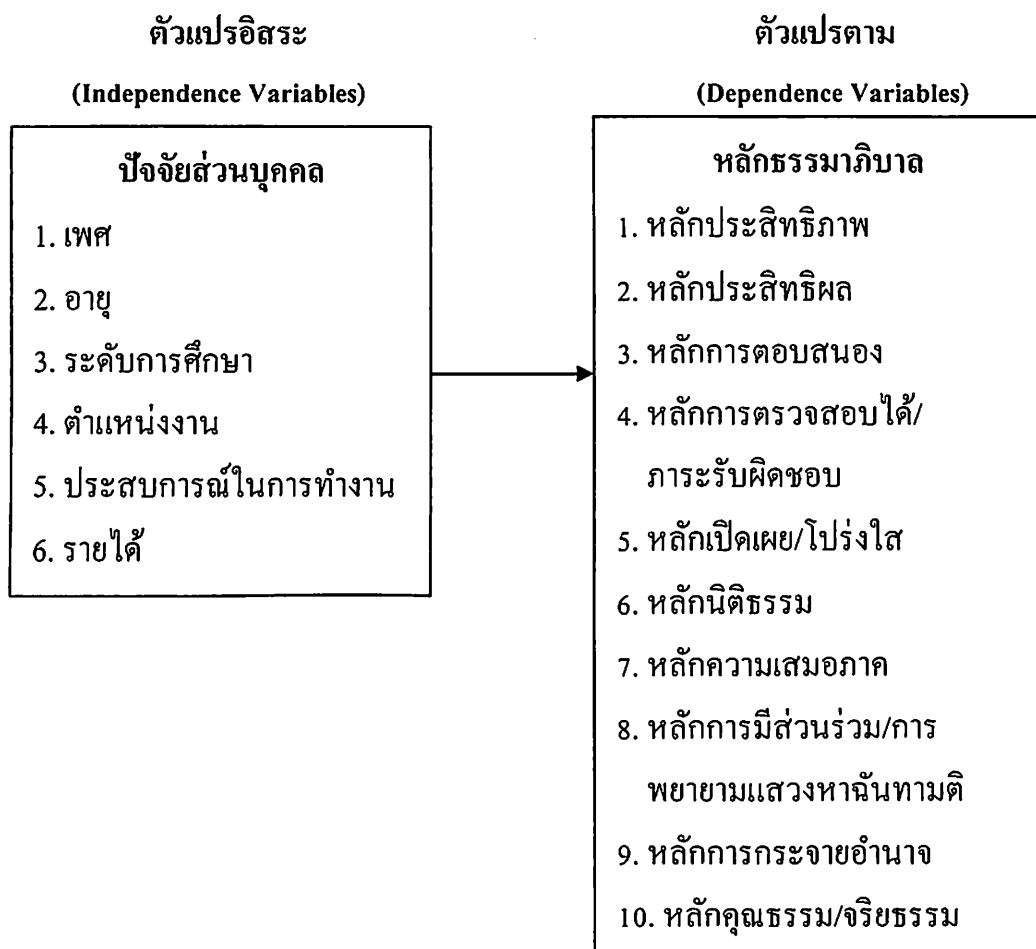 ตัวแปรอิสระ
(Independence Variables)
ปัจจัยส่วนบุคคล
1. เพศ
2. อายุ
3. ระดับการศึกษา
4. ตำแหน่งงาน
5. ประสบการณ์ในการทำงาน
6. รายได้
ตัวแปรตาม
(Dependence Variables)
หลักธรรมาภิบาล
1. หลักประสิทธิภาพ
2. หลักประสิทธิผล
3. หลักการตอบสนอง
4. หลักการตรวจสอบได้/
ภาระรับผิดชอบ
5. หลักเปิดเผย/โปร่งใส
6. หลักนิติธรรม
7. หลักความเสมอภาค
8. หลักการมีส่วนร่วม/การ
พยายามแสวงหาฉันทามติ
9. หลักการกระจายอำนาจ
10. หลักคุณธรรม/จริยธรรม